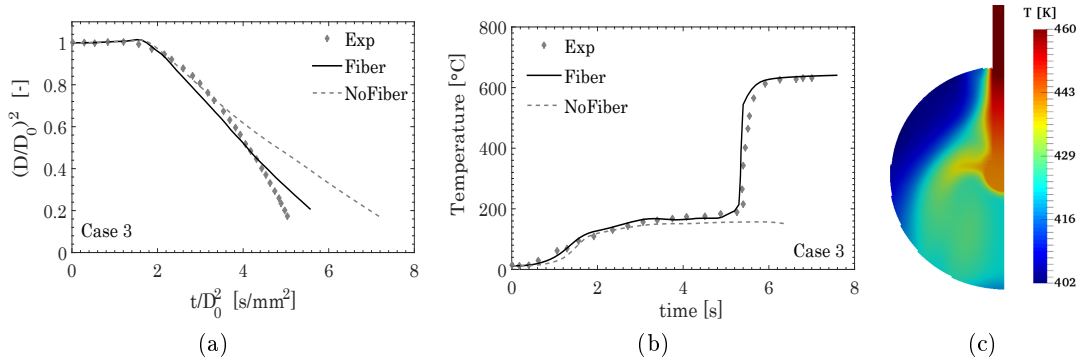 1
0.8
0.6
0.4
0.2
0
0
2
4
6
8
(D/D₀)² [-]
t/D₀² [s/mm²]
Exp
Fiber
NoFiber
Case 3
(a)
800
600
400
200
0
0
2
4
6
8
Temperature [°C]
time [s]
Exp
Fiber
NoFiber
Case 3
(b)
T [K]
460
443
429
416
402
(c)